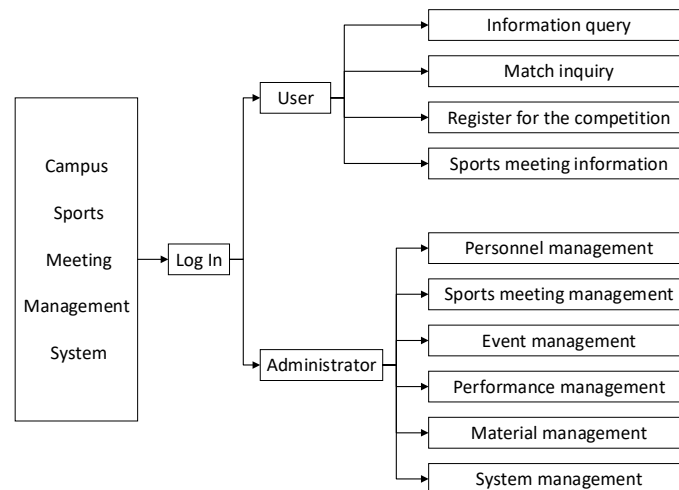 Campus
Sports
Meeting
Management
System
Log In
User
Information query
Match inquiry
Register for the competition
Sports meeting information
Administrator
Personnel management
Sports meeting management
Event management
Performance management
Material management
System management